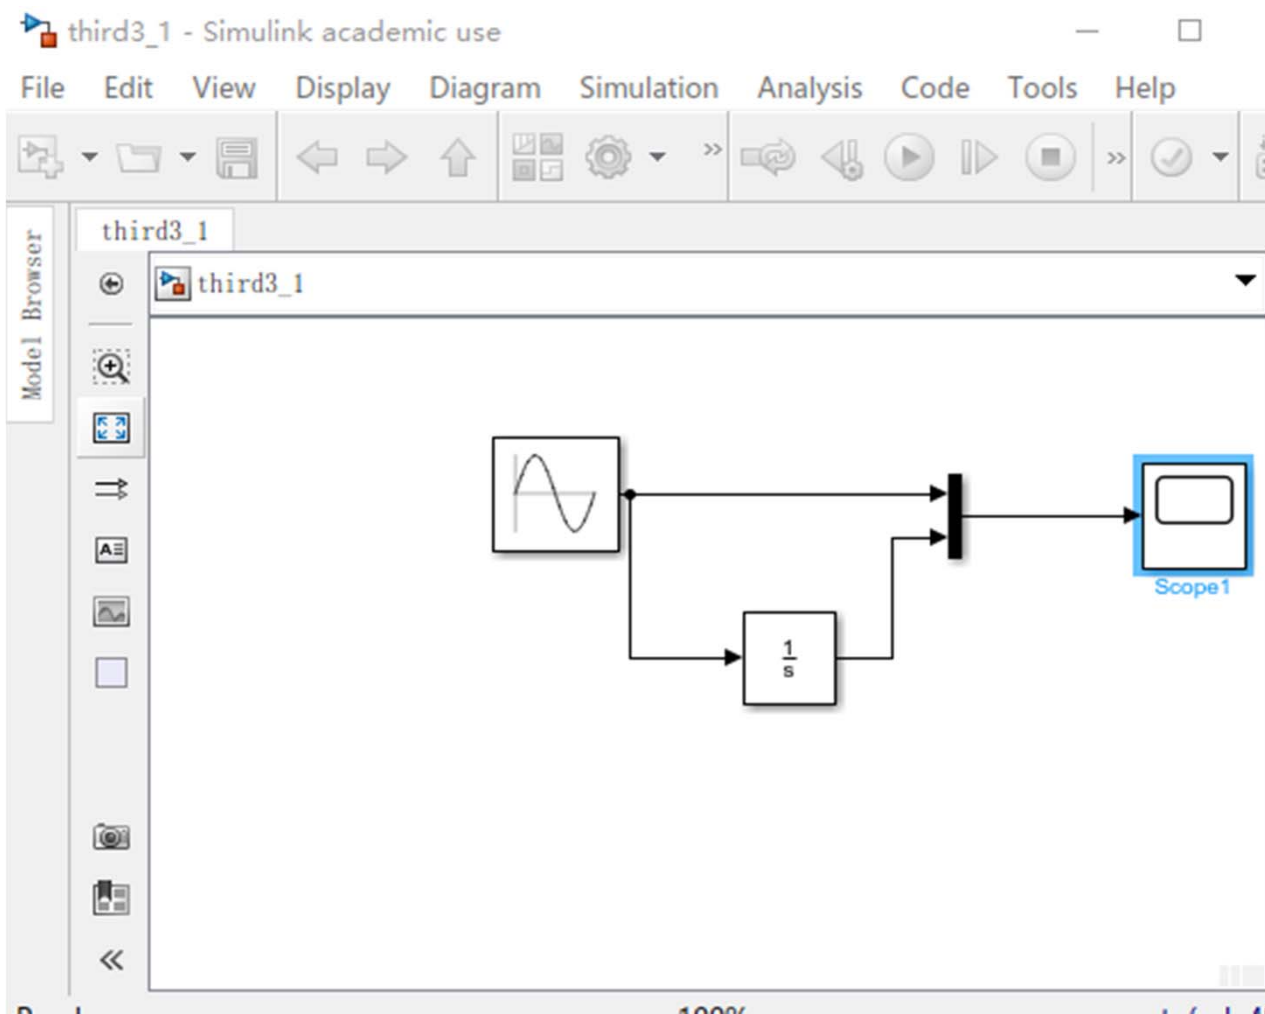 third3_1 - Simulink academic use
File Edit View Display Diagram Simulation Analysis Code Tools Help
third3_1
Model Browser
third3_1
1
s
Scope1
100%